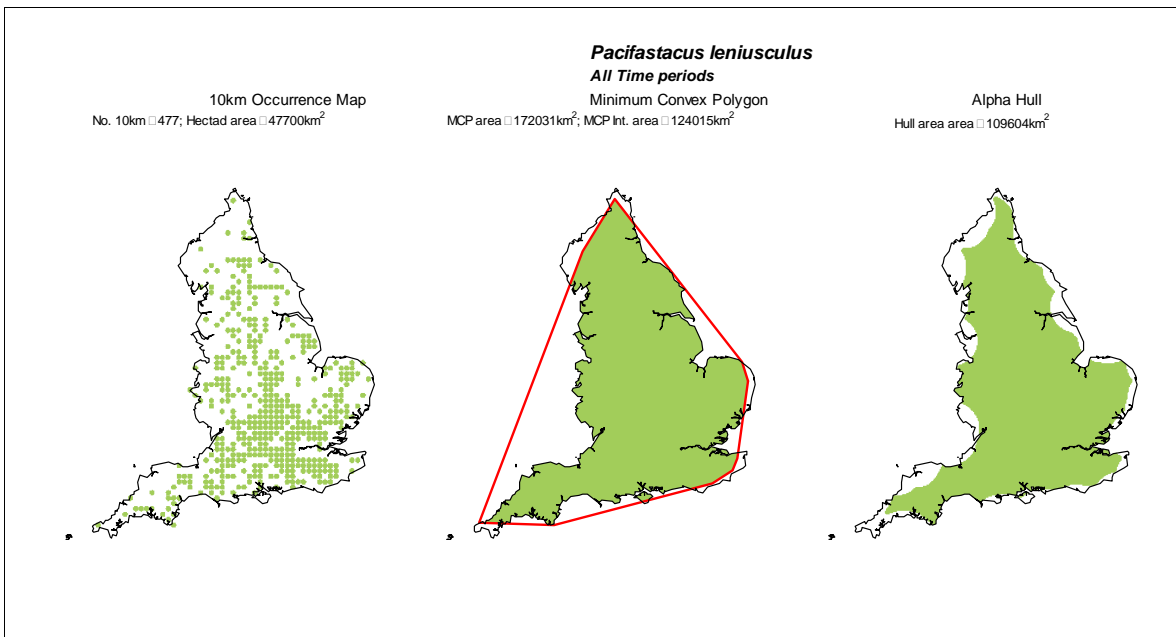 Pacifastacus leniusculus
All Time periods
10km Occurrence Map
No. 10km □ 477; Hectad area □ 47700km²
Minimum Convex Polygon
MCP area □ 172031km²; MCP Int. area □ 124015km²
Alpha Hull
Hull area area □ 109604km²